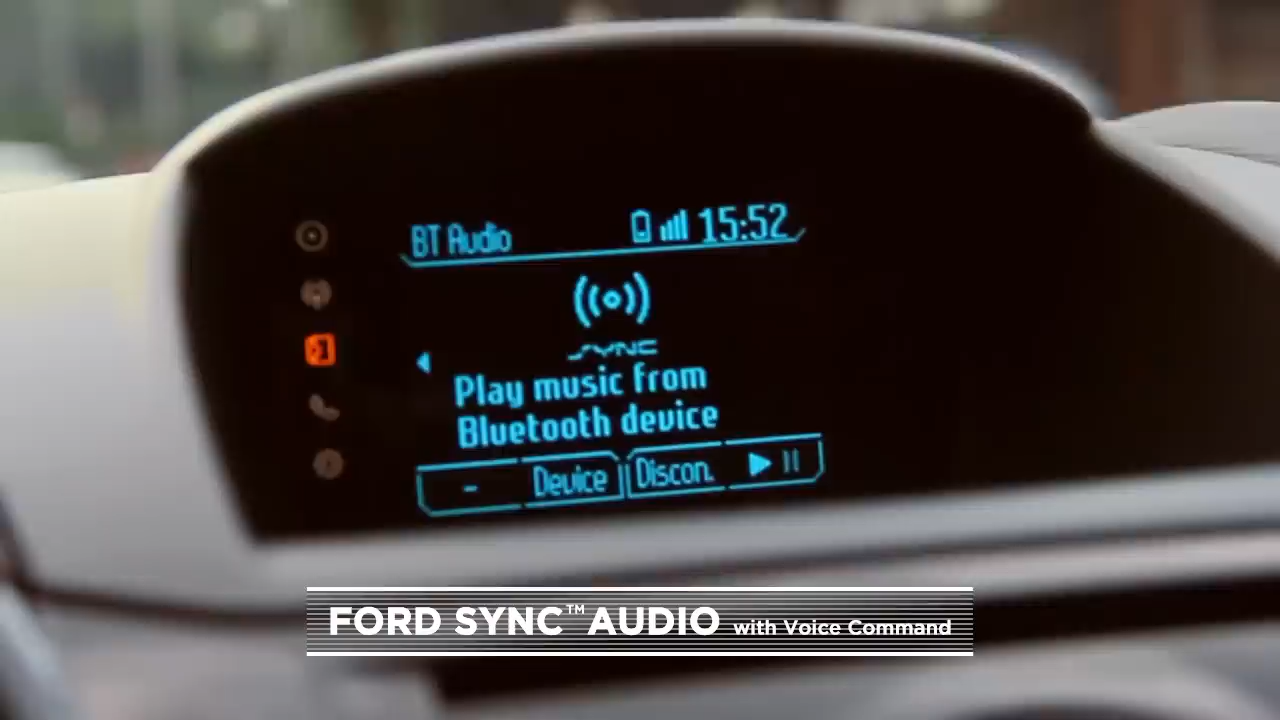 BT Audio 15:52
SYNC
Play music from
Bluetooth device
- Device Discon.
FORD SYNC™ AUDIO with Voice Command